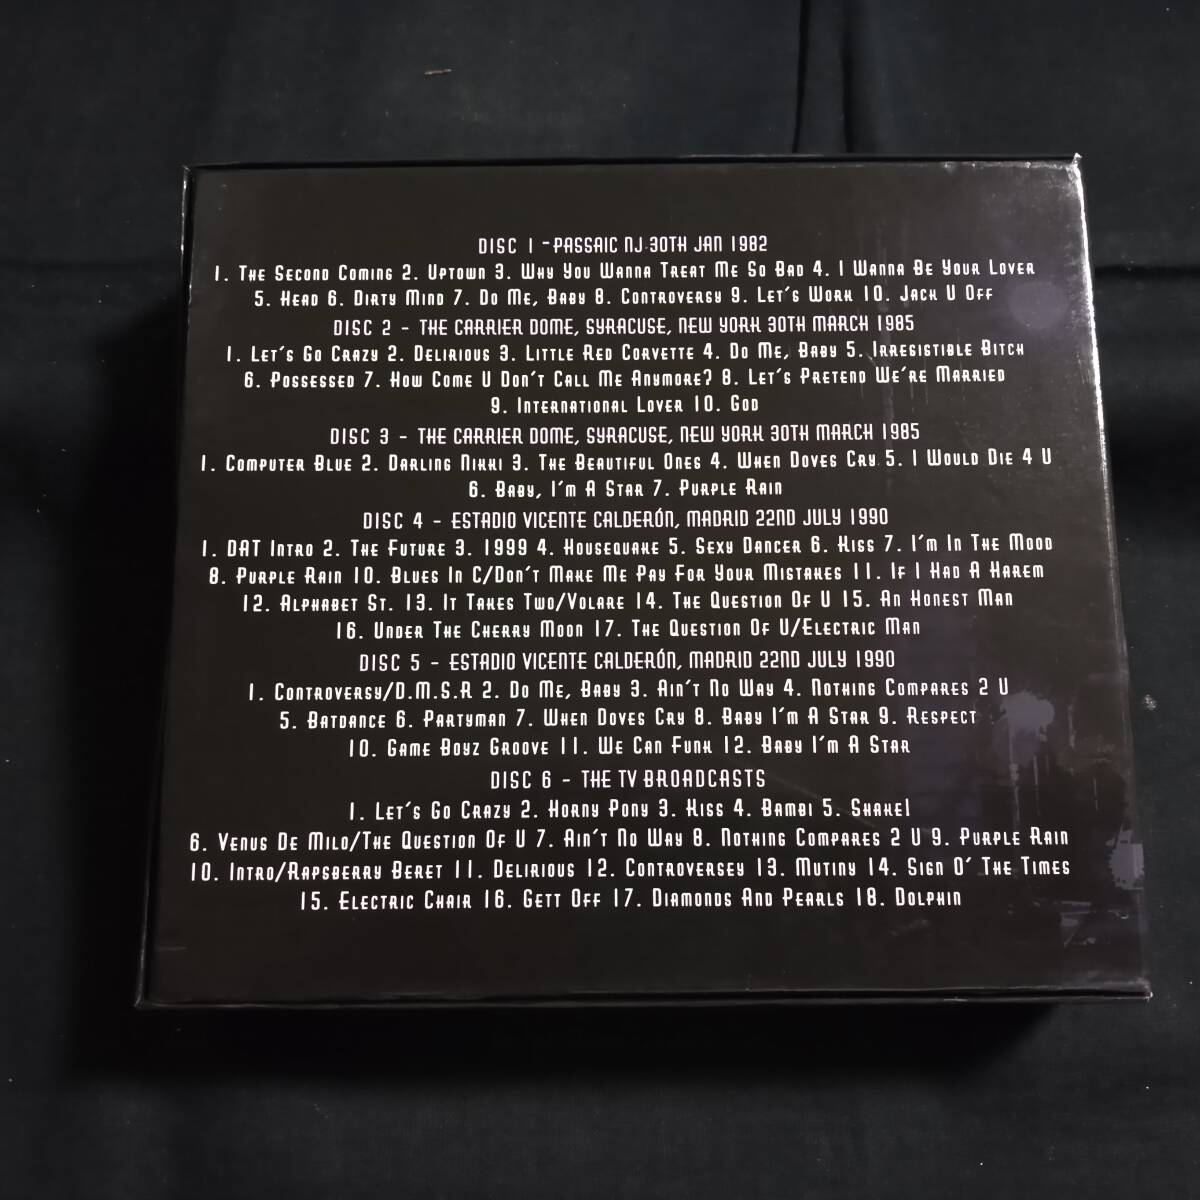 DISC 1 - PASSAIC NJ 30TH JAN 1982
1. The Second Coming 2. Uptown 3. Why You Wanna Treat Me So Bad 4. I Wanna Be Your Lover
5. Head 6. Dirty Mind 7. Do Me, Baby 8. Controversy 9. Let's Work 10. Jack U Off
DISC 2 - THE CARRIER DOME, SYRACUSE, NEW YORK 30TH MARCH 1985
1. Let's Go Crazy 2. Delirious 3. Little Red Corvette 4. Do Me, Baby 5. Irresistible Bitch
6. Possessed 7. How Come U Don't Call Me Anymore? 8. Let's Pretend We're Married
9. International Lover 10. God
DISC 3 - THE CARRIER DOME, SYRACUSE, NEW YORK 30TH MARCH 1985
1. Computer Blue 2. Darling Nikki 3. The Beautiful Ones 4. When Doves Cry 5. I Would Die 4 U
6. Baby, I'm A Star 7. Purple Rain
DISC 4 - ESTADIO VICENTE CALDERÓN, MADRID 22ND JULY 1990
1. DAT Intro 2. The Future 3. 1999 4. Housequake 5. Sexy Dancer 6. Kiss 7. I'm In The Mood
8. Purple Rain 10. Blues In C/Don't Make Me Pay For Your Mistakes 11. If I Had A Harem
12. Alphabet St. 13. It Takes Two/Volare 14. The Question Of U 15. An Honest Man
16. Under The Cherry Moon 17. The Question Of U/Electric Man
DISC 5 - ESTADIO VICENTE CALDERÓN, MADRID 22ND JULY 1990
1. Controversy/D.M.S.R 2. Do Me, Baby 3. Ain't No Way 4. Nothing Compares 2 U
5. Batdance 6. Partyman 7. When Doves Cry 8. Baby I'm A Star 9. Respect
10. Game Boyz Groove 11. We Can Funk 12. Baby I'm A Star
DISC 6 - THE TV BROADCASTS
1. Let's Go Crazy 2. Horny Pony 3. Kiss 4. Bambi 5. Shake!
6. Venus De Milo/The Question Of U 7. Ain't No Way 8. Nothing Compares 2 U 9. Purple Rain
10. Intro/Rapsberry Beret 11. Delirious 12. Controversey 13. Mutiny 14. Sign O' The Times
15. Electric Chair 16. Gett Off 17. Diamonds And Pearls 18. Dolphin